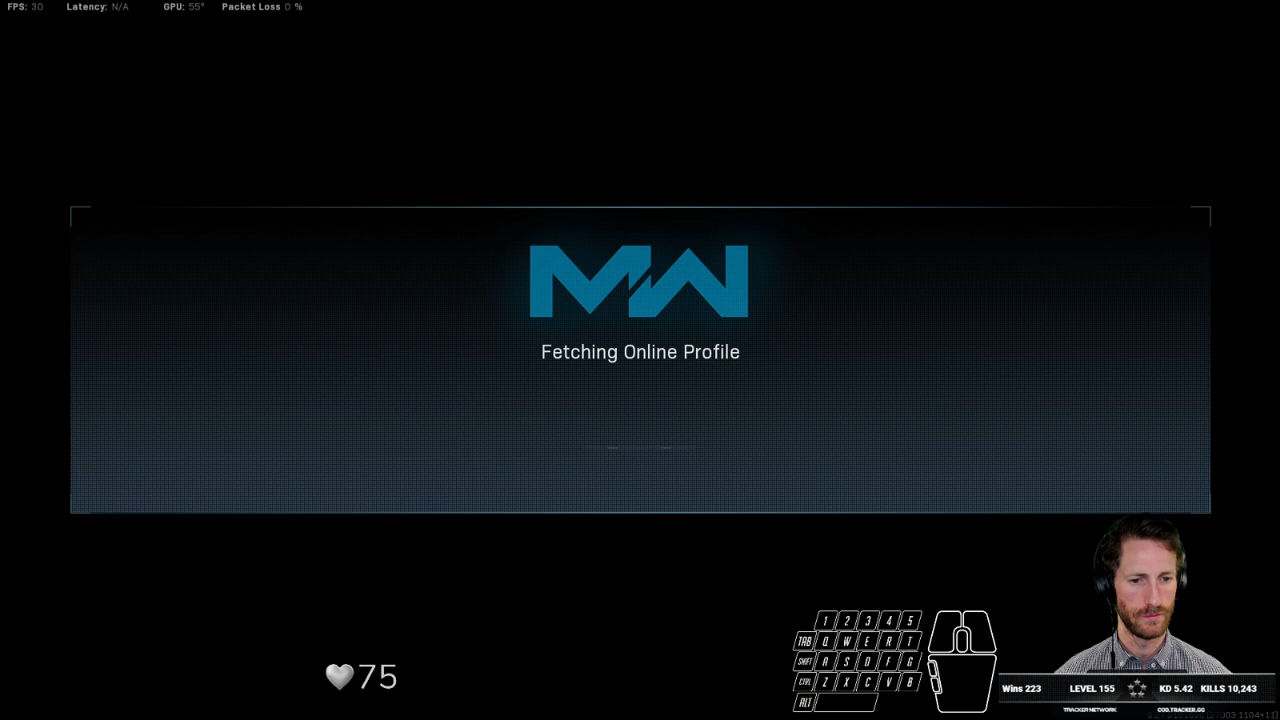 FPS: 30 Latency: N/A GPU: 55° Packet Loss 0 %
MW
Fetching Online Profile
75
1 2 3 4 5
TAB Q W E R T
SHIFT A S D F G
CTRL Z X C V B
ALT
Wins 223 LEVEL 155 KD 5.42 KILLS 10,243
TRACKER NETWORK COD.TRACKER.GG